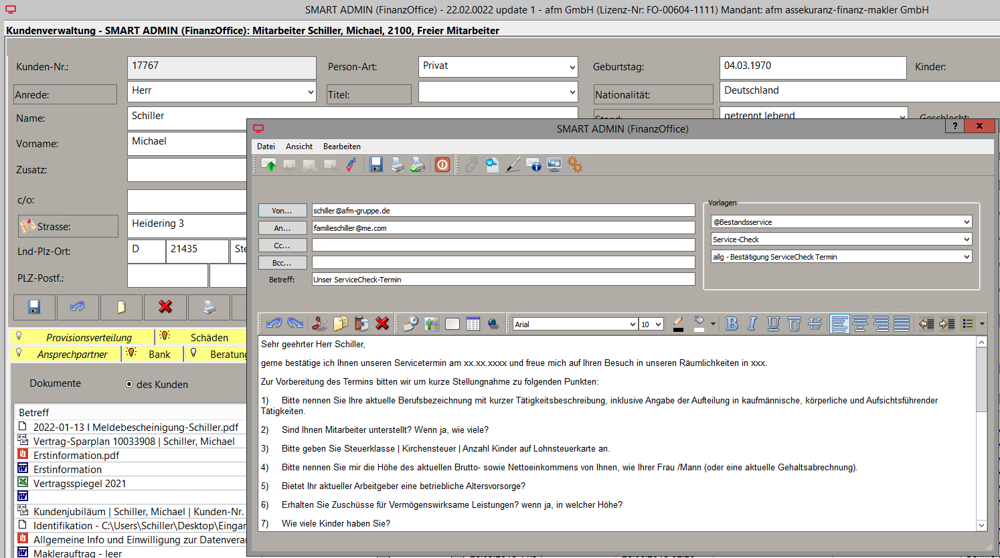 SMART ADMIN (FinanzOffice) - 22.02.0022 update 1 - afm GmbH (Lizenz-Nr: FO-00604-1111) Mandant: afm assekuranz-finanz-makler GmbH
Kundenverwaltung - SMART ADMIN (FinanzOffice): Mitarbeiter Schiller, Michael, 2100, Freier Mitarbeiter
Kunden-Nr.: 17767 Person-Art: Privat Geburtstag: 04.03.1970 Kinder:
Anrede: Herr Titel: Nationalität: Deutschland
Name: Schiller Stand: getrennt lebend Geschlecht:
Vorname: Michael
Zusatz:
c/o:
Strasse: Heidering 3
Lnd-Plz-Ort: D 21435 Ste
PLZ-Postf.:
Provisionsverteilung Schäden
Ansprechpartner Bank Beratung
Dokumente des Kunden
Betreff
2022-01-13 I Meldebescheinigung-Schiller.pdf
Vertrag-Sparplan 10033908 | Schiller, Michael
Erstinformation.pdf
Erstinformation
Vertragsspiegel 2021
Kundenjubiläum | Schiller, Michael | Kunden-Nr.
Identifikation - C:\Users\Schiller\Desktop\Eingan
Allgemeine Info und Einwilligung zur Datenverar
Maklerauftrag - leer
SMART ADMIN (FinanzOffice)
? x
Datei Ansicht Bearbeiten
Von... schiller@afm-gruppe.de
An... familieschiller@me.com
Cc...
Bcc...
Betreff: Unser ServiceCheck-Termin
Vorlagen
@Bestandsservice
Service-Check
allg - Bestätigung ServiceCheck Termin
Arial 10 B I U T S
Sehr geehrter Herr Schiller,
gerne bestätige ich Ihnen unseren Servicetermin am xx.xx.xxxx und freue mich auf Ihren Besuch in unseren Räumlichkeiten in xxx.
Zur Vorbereitung des Termins bitten wir um kurze Stellungnahme zu folgenden Punkten:
1) Bitte nennen Sie Ihre aktuelle Berufsbezeichnung mit kurzer Tätigkeitsbeschreibung, inklusive Angabe der Aufteilung in kaufmännische, körperliche und Aufsichtsführender
Tätigkeiten.
2) Sind Ihnen Mitarbeiter unterstellt? Wenn ja, wie viele?
3) Bitte geben Sie Steuerklasse | Kirchensteuer | Anzahl Kinder auf Lohnsteuerkarte an.
4) Bitte nennen Sie mir die Höhe des aktuellen Brutto- sowie Nettoeinkommens von Ihnen, wie Ihrer Frau /Mann (oder eine aktuelle Gehaltsabrechnung).
5) Bietet Ihr aktueller Arbeitgeber eine betriebliche Altersvorsorge?
6) Erhalten Sie Zuschüsse für Vermögenswirksame Leistungen? wenn ja, in welcher Höhe?
7) Wie viele Kinder haben Sie?